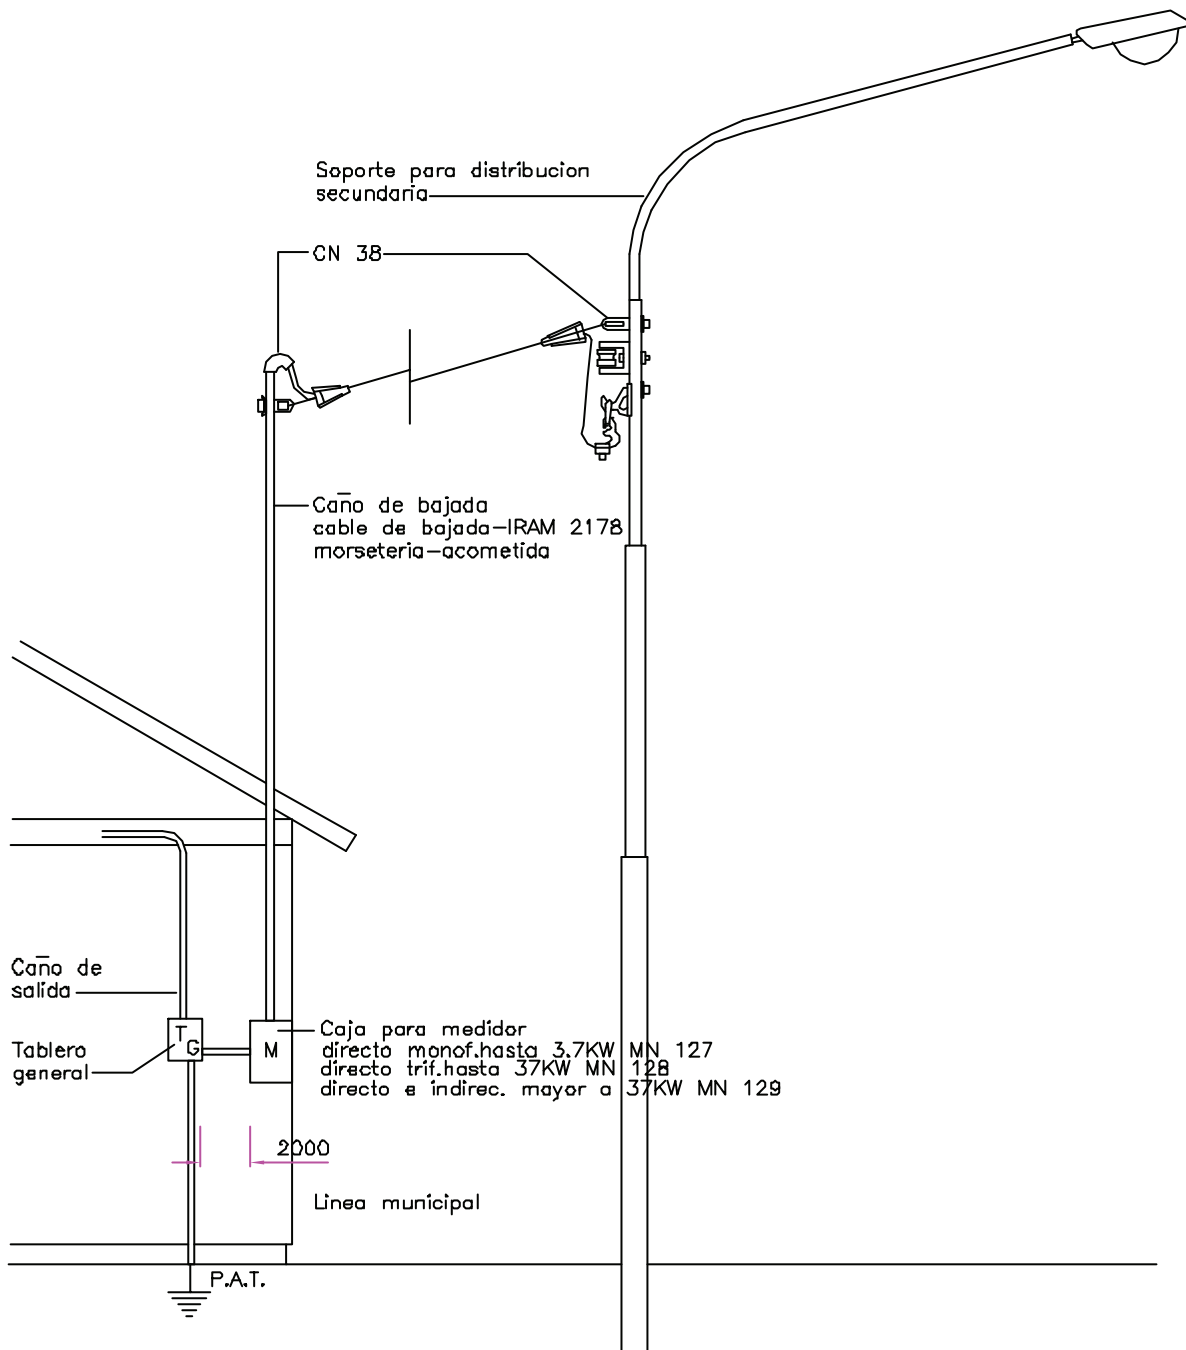 Soporte para distribucion
secundaria
CN 38
Caño de bajada
cable de bajada-IRAM 2178
morseteria-acometida
Caño de
salida
T
G
M
Tablero
general
Caja para medidor
directo monof.hasta 3.7KW MN 127
directo trif.hasta 37KW MN 128
directo e indirec. mayor a 37KW MN 129
2000
Linea municipal
P.A.T.